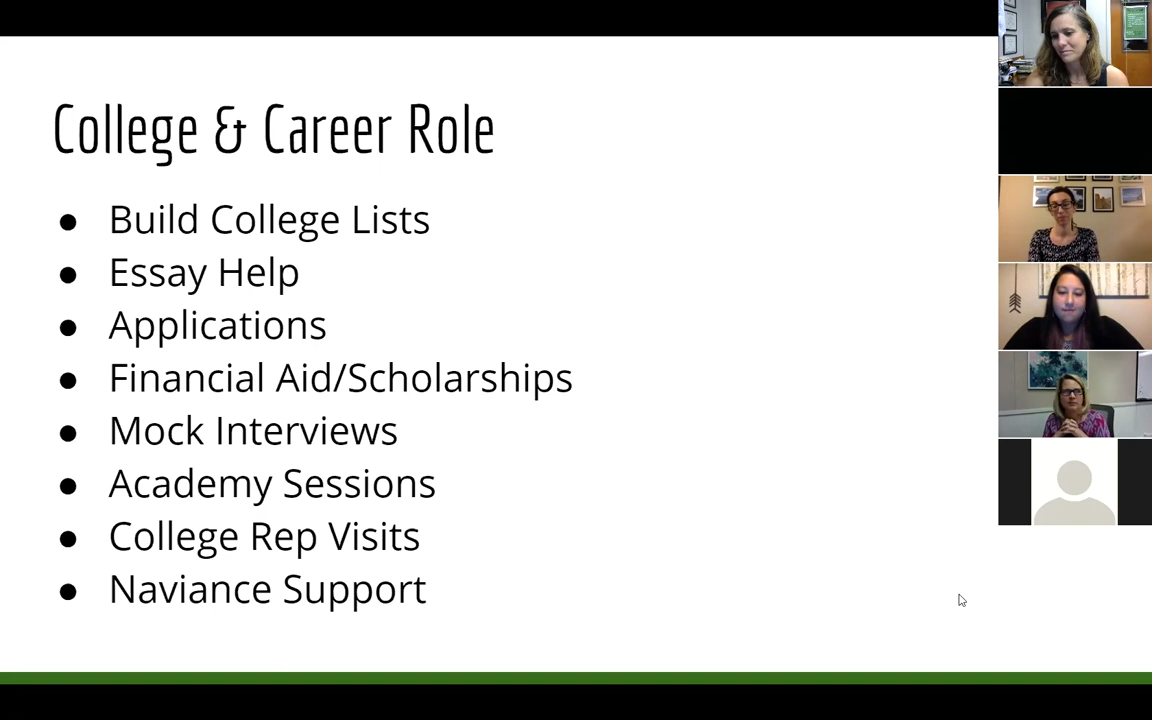 College & Career Role
● Build College Lists
● Essay Help
● Applications
● Financial Aid/Scholarships
● Mock Interviews
● Academy Sessions
● College Rep Visits
● Naviance Support